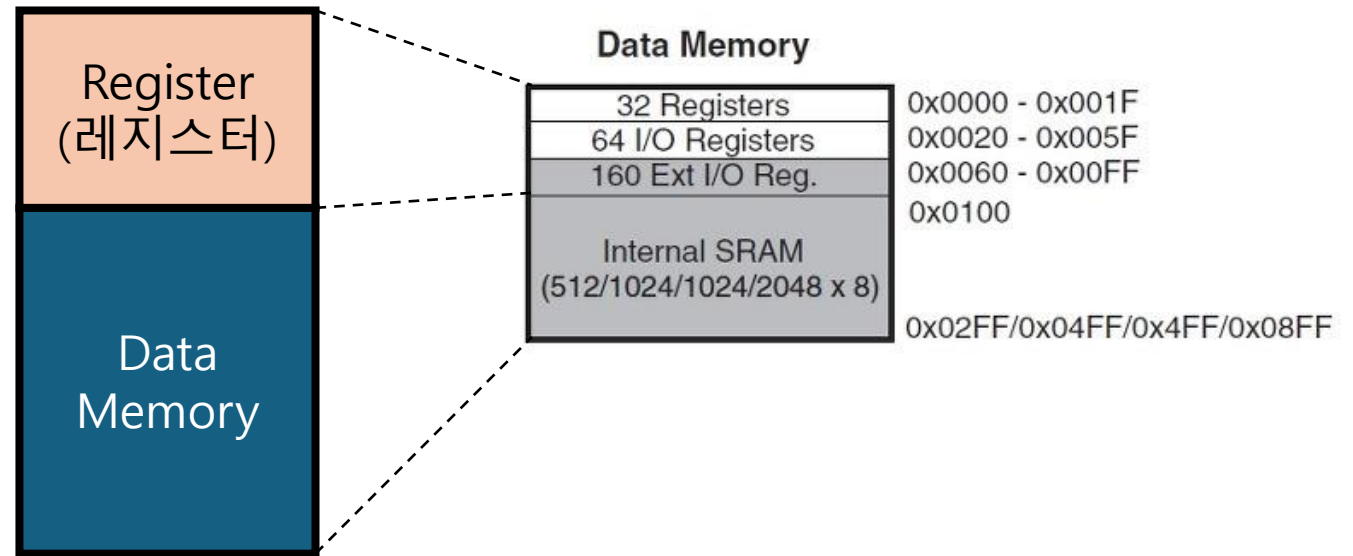 Register
(레지스터)
Data
Memory
Data Memory
32 Registers
0x0000 - 0x001F
64 I/O Registers
0x0020 - 0x005F
160 Ext I/O Reg.
0x0060 - 0x00FF
0x0100
Internal SRAM
(512/1024/1024/2048 x 8)
0x02FF/0x04FF/0x4FF/0x08FF